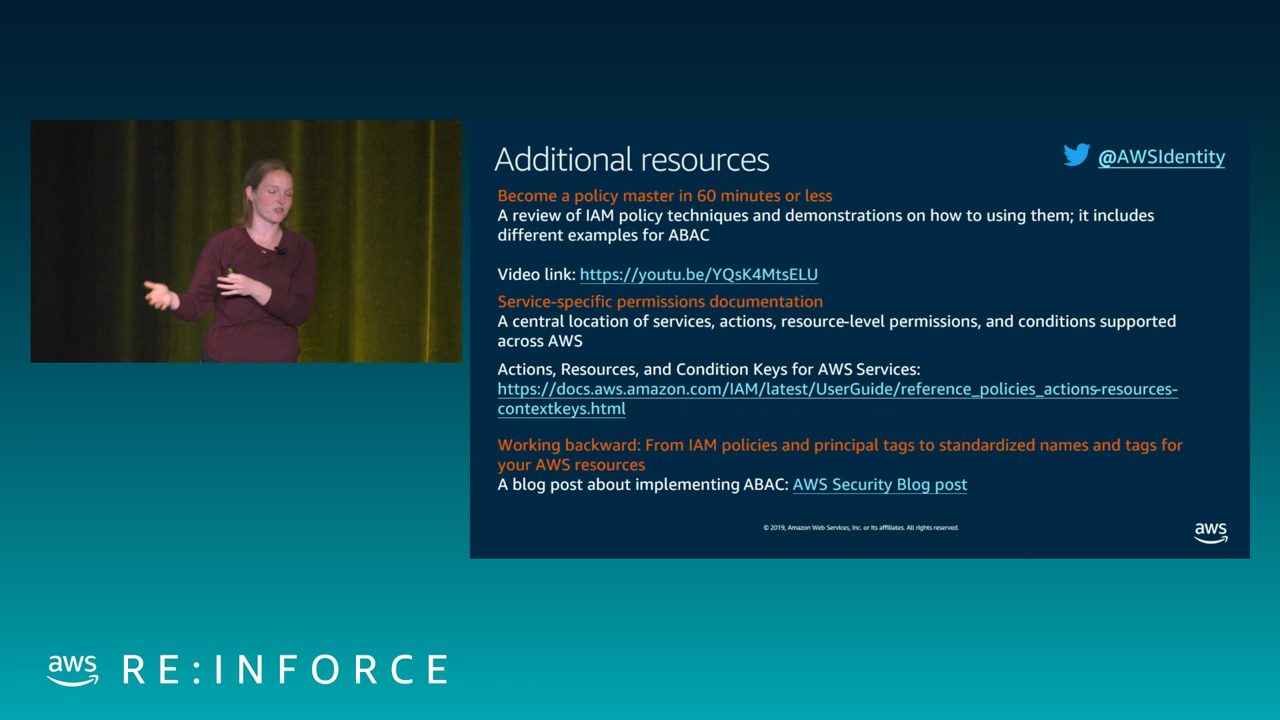 Additional resources
@AWSIdentity
Become a policy master in 60 minutes or less
A review of IAM policy techniques and demonstrations on how to using them; it includes
different examples for ABAC
Video link: https://youtu.be/YQsK4MtsELU
Service-specific permissions documentation
A central location of services, actions, resource-level permissions, and conditions supported
across AWS
Actions, Resources, and Condition Keys for AWS Services:
https://docs.aws.amazon.com/IAM/latest/UserGuide/reference_policies_actions-resources-
contextkeys.html
Working backward: From IAM policies and principal tags to standardized names and tags for
your AWS resources
A blog post about implementing ABAC: AWS Security Blog post
© 2019, Amazon Web Services, Inc. or its affiliates. All rights reserved.
aws
aws RE:INFORCE